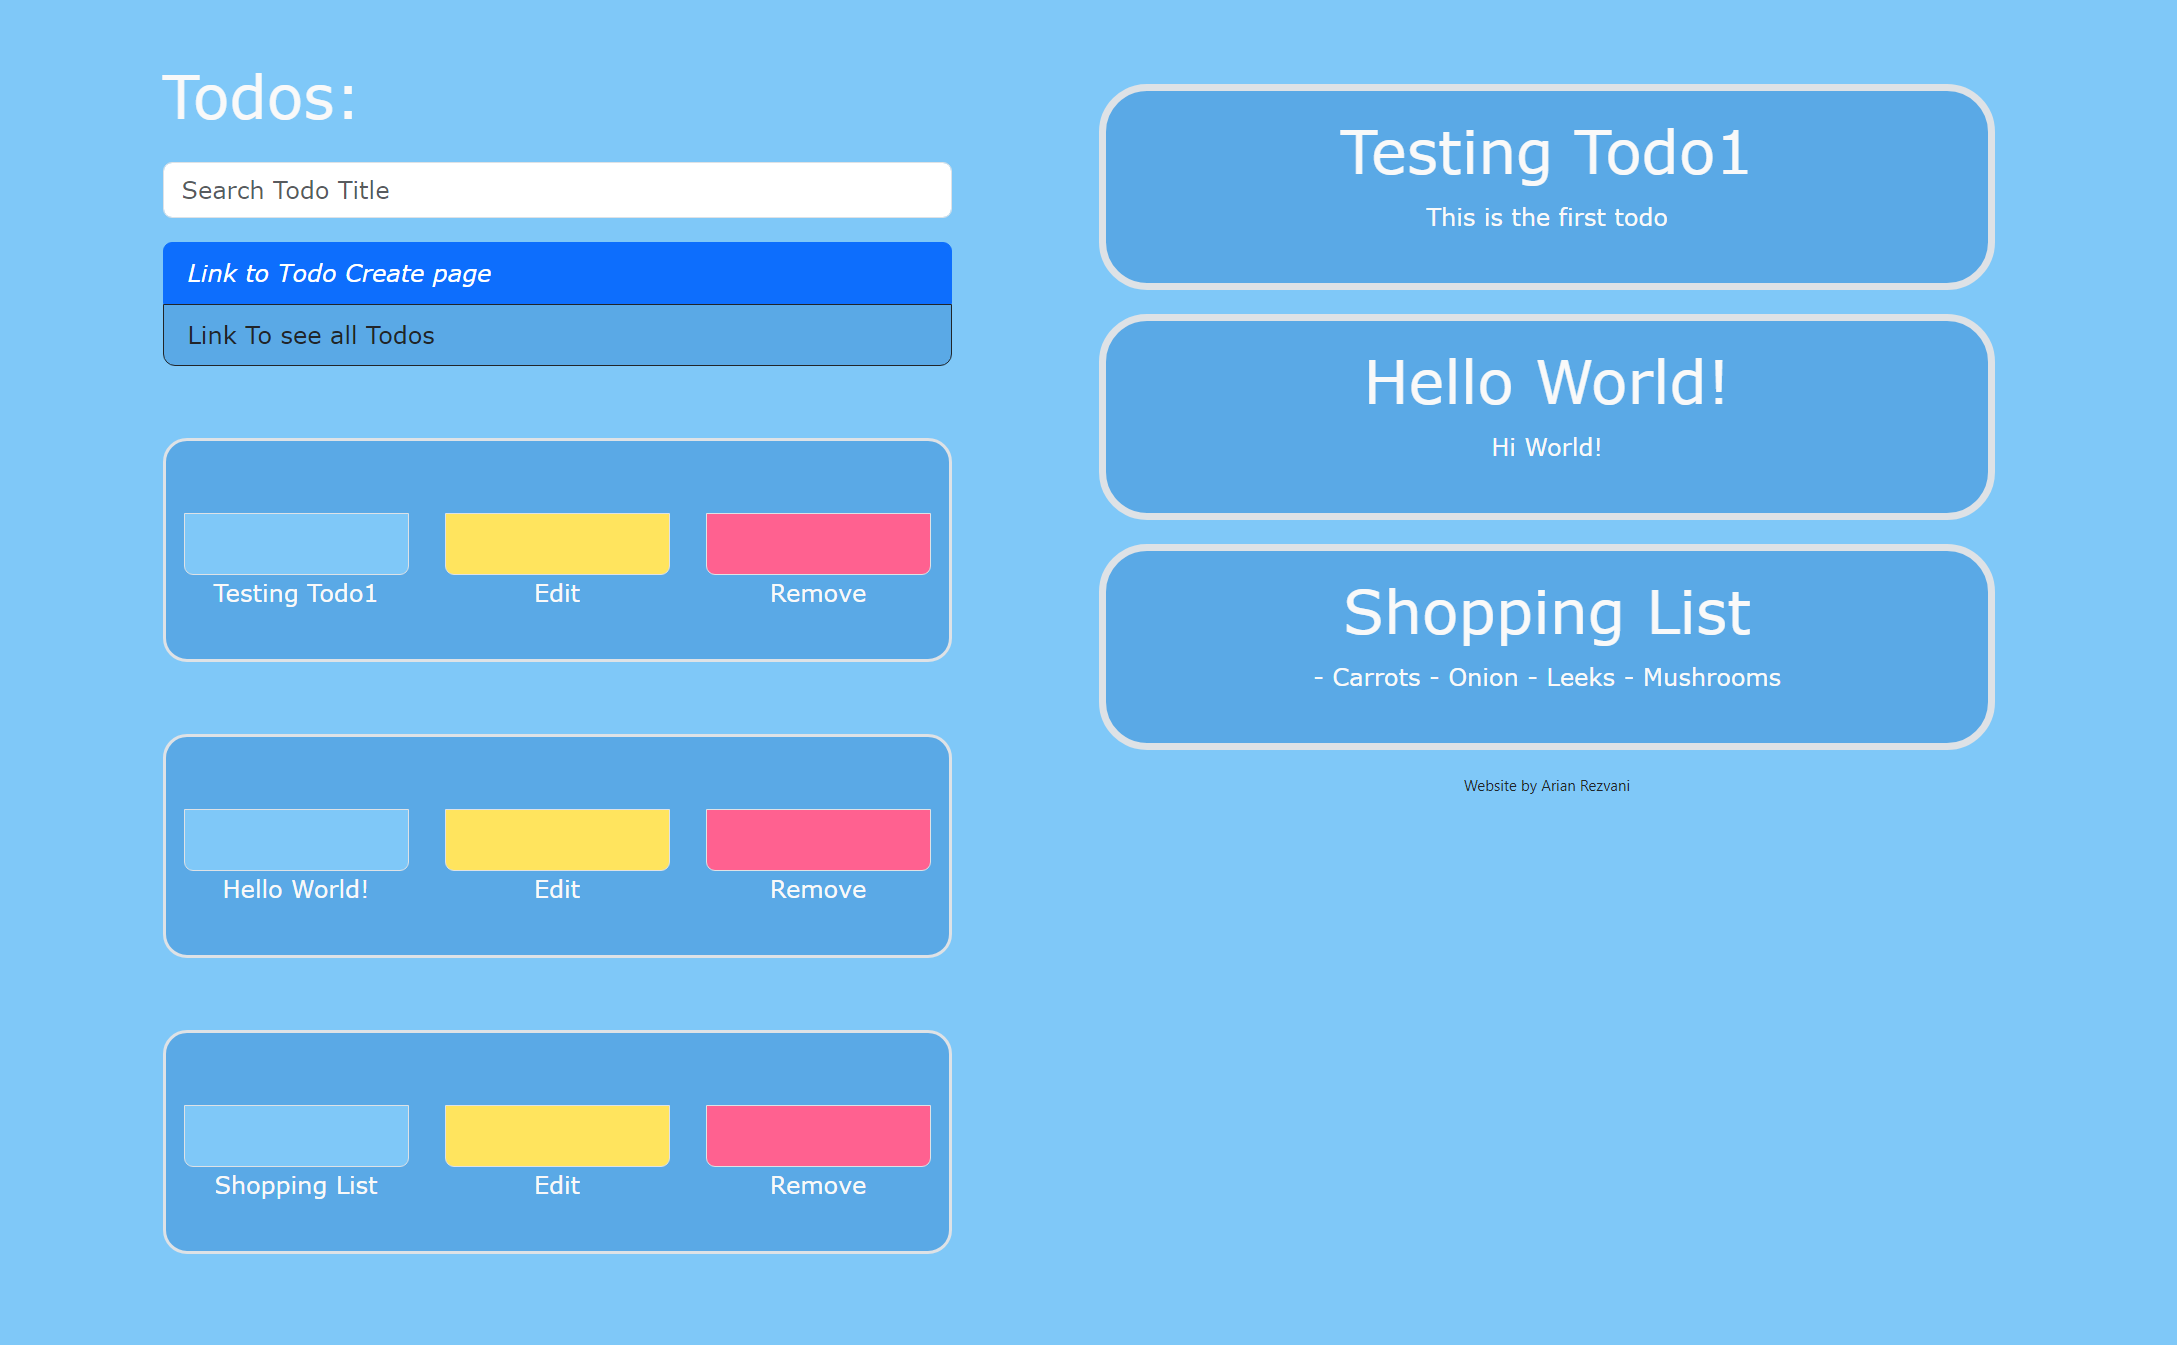 Todos:
Search Todo Title
Link to Todo Create page
Link To see all Todos
Testing Todo1 Edit Remove
Hello World! Edit Remove
Shopping List Edit Remove
Testing Todo1
This is the first todo
Hello World!
Hi World!
Shopping List
- Carrots - Onion - Leeks - Mushrooms
Website by Arian Rezvani